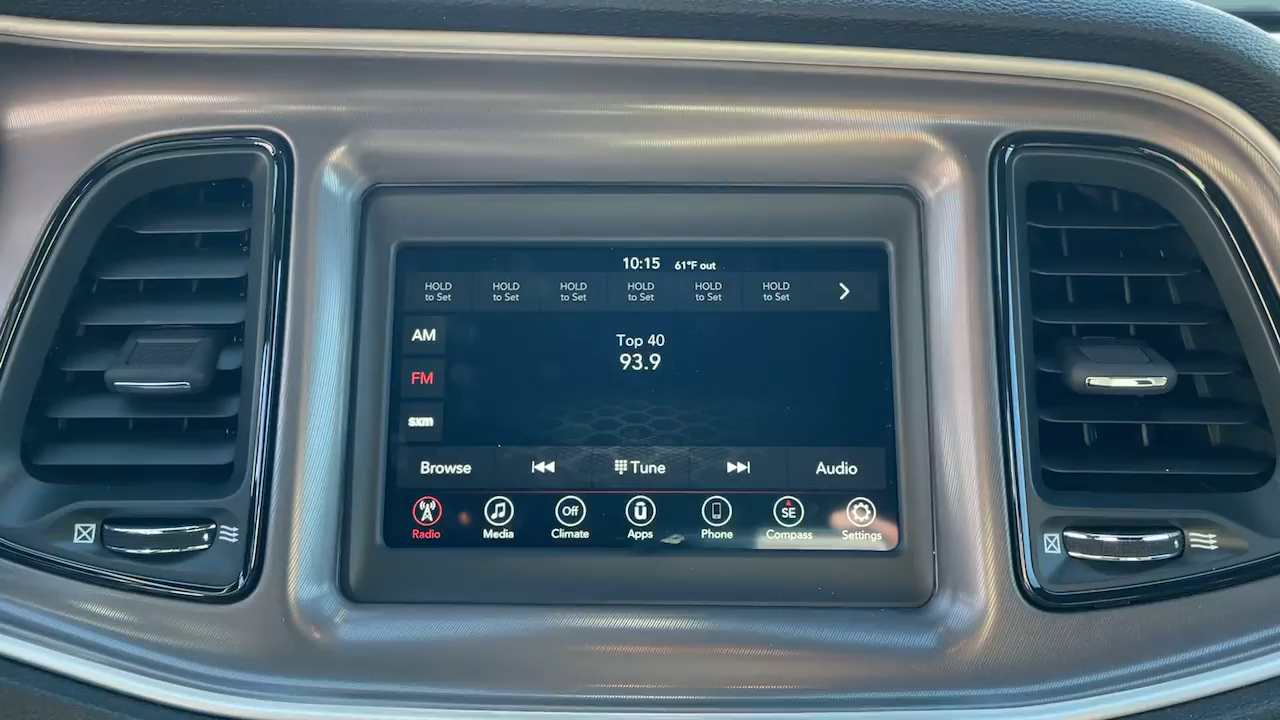 10:15 61°F out
HOLD to Set HOLD to Set HOLD to Set HOLD to Set HOLD to Set HOLD to Set
AM
Top 40
93.9
FM
sxm
Browse Tune Audio
Off SE
Radio Media Climate Apps Phone Compass Settings